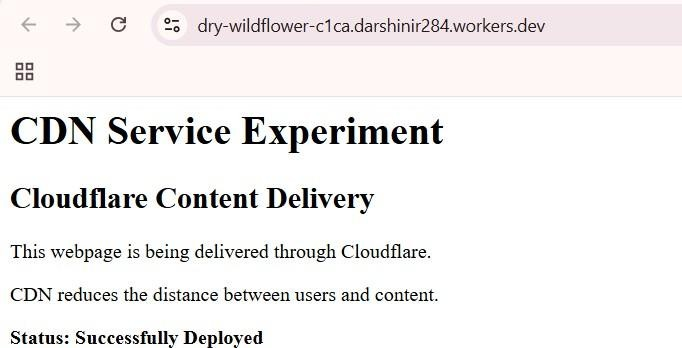 dry-wildflower-c1ca.darshinir284.workers.dev
CDN Service Experiment
Cloudflare Content Delivery
This webpage is being delivered through Cloudflare.
CDN reduces the distance between users and content.
Status: Successfully Deployed